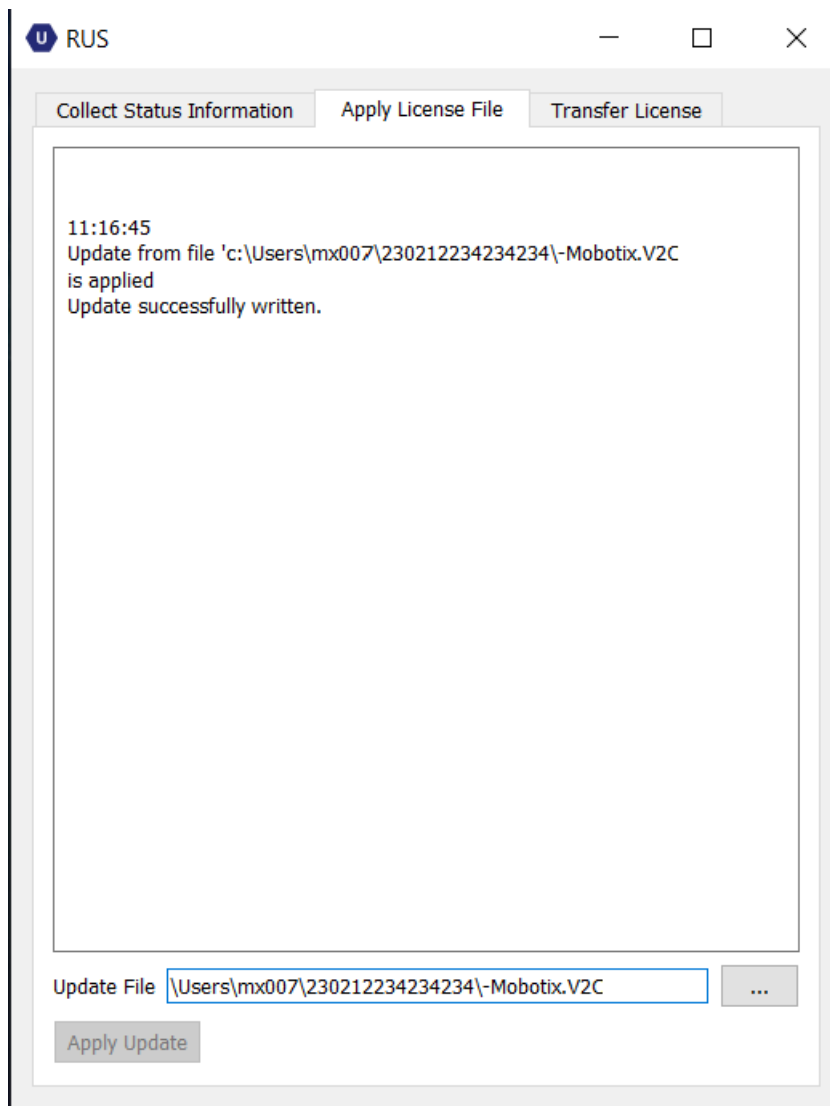 U RUS
Collect Status Information Apply License File Transfer License
11:16:45
Update from file 'c:\Users\mx007\230212234234234\-Mobotix.V2C
is applied
Update successfully written.
Update File \Users\mx007\230212234234234\-Mobotix.V2C ...
Apply Update